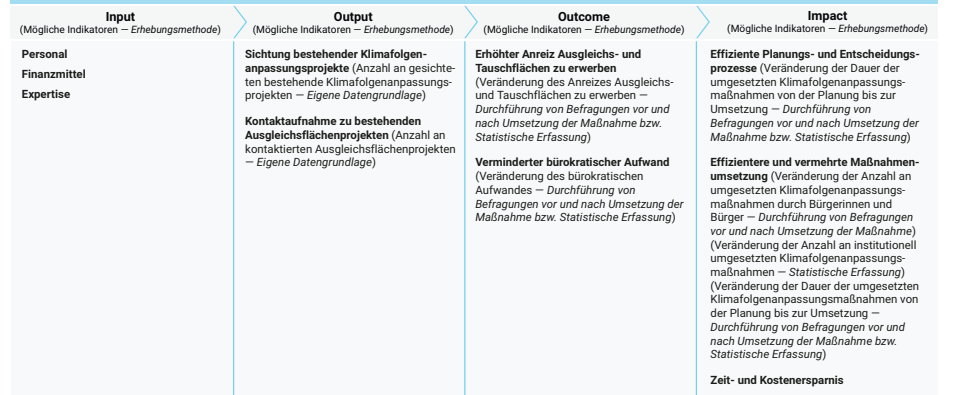 Input
(Mögliche Indikatoren — Erhebungsmethode)
Output
(Mögliche Indikatoren — Erhebungsmethode)
Outcome
(Mögliche Indikatoren — Erhebungsmethode)
Impact
(Mögliche Indikatoren — Erhebungsmethode)
Personal
Finanzmittel
Expertise
Sichtung bestehender Klimafolgen-
anpassungsprojekte (Anzahl an gesichte-
ten bestehende Klimafolgenanpassungs-
projekten — Eigene Datengrundlage)
Kontaktaufnahme zu bestehenden
Ausgleichsflächenprojekten (Anzahl an
kontaktierten Ausgleichsflächenprojekten
— Eigene Datengrundlage)
Erhöhter Anreiz Ausgleichs- und
Tauschflächen zu erwerben
(Veränderung des Anreizes Ausgleichs-
und Tauschflächen zu erwerben —
Durchführung von Befragungen vor und
nach Umsetzung der Maßnahme bzw.
Statistische Erfassung)
Verminderter bürokratischer Aufwand
(Veränderung des bürokratischen
Aufwandes — Durchführung von
Befragungen vor und nach Umsetzung der
Maßnahme bzw. Statistische Erfassung)
Effiziente Planungs- und Entscheidungs-
prozesse (Veränderung der Dauer der
umgesetzten Klimafolgenanpassungs-
maßnahmen von der Planung bis zur
Umsetzung — Durchführung von
Befragungen vor und nach Umsetzung der
Maßnahme bzw. Statistische Erfassung)
Effizientere und vermehrte Maßnahmen-
umsetzung (Veränderung der Anzahl an
umgesetzten Klimafolgenanpassungs-
maßnahmen durch Bürgerinnen und
Bürger — Durchführung von Befragungen
vor und nach Umsetzung der Maßnahme)
(Veränderung der Anzahl an institutionell
umgesetzten Klimafolgenanpassungs-
maßnahmen — Statistische Erfassung)
(Veränderung der Dauer der umgesetzten
Klimafolgenanpassungsmaßnahmen von
der Planung bis zur Umsetzung —
Durchführung von Befragungen vor und
nach Umsetzung der Maßnahme bzw.
Statistische Erfassung)
Zeit- und Kostenersparnis